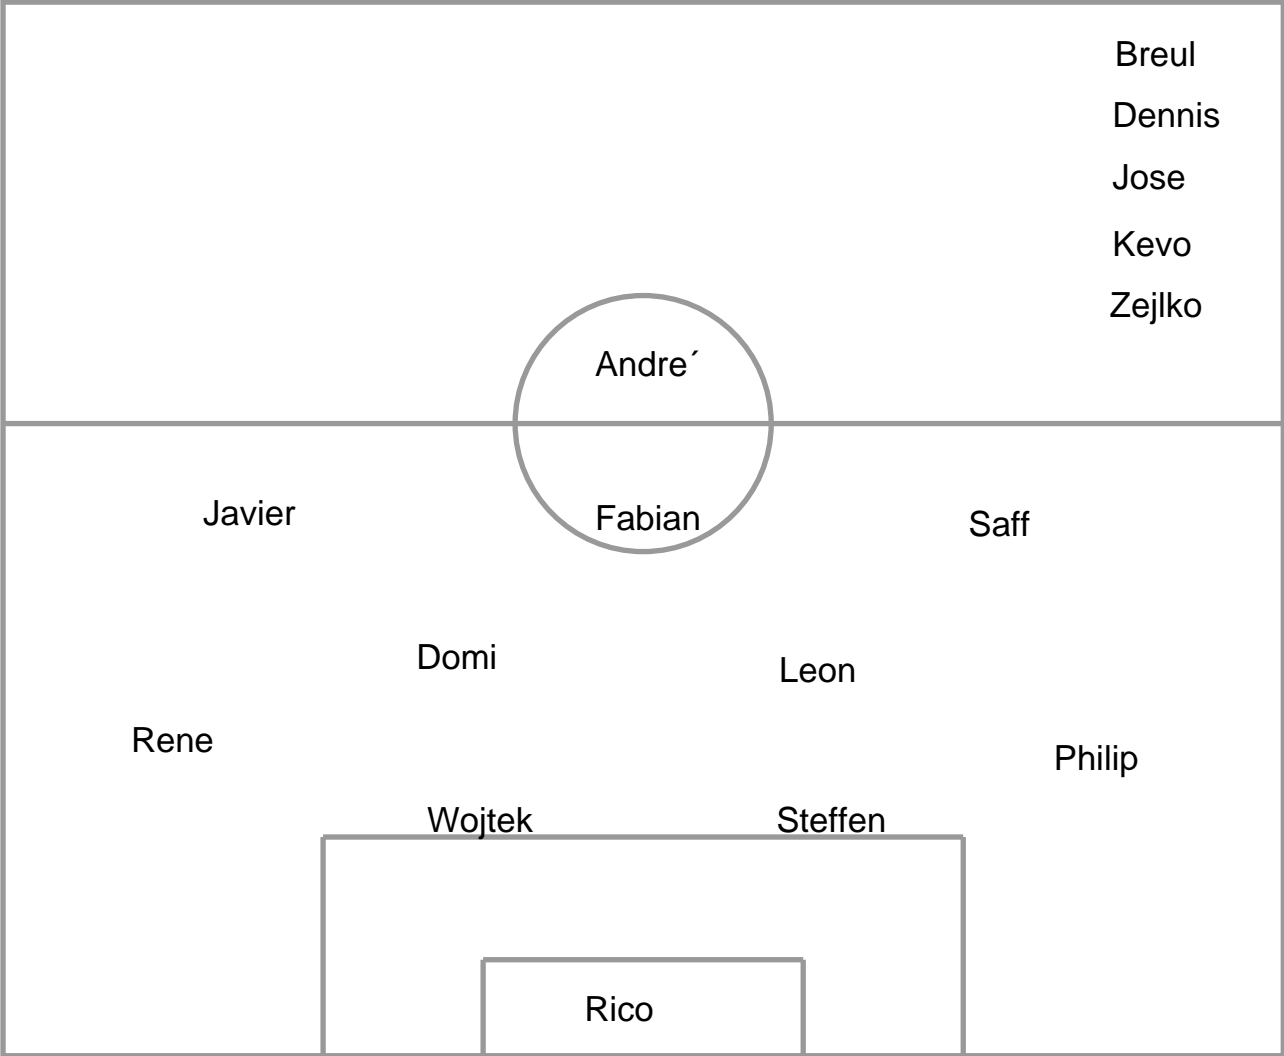 Breul
Dennis
Jose
Kevo
Zejlko
Andre´
Javier
Fabian
Saff
Domi
Leon
Rene
Philip
Wojtek
Steffen
Rico